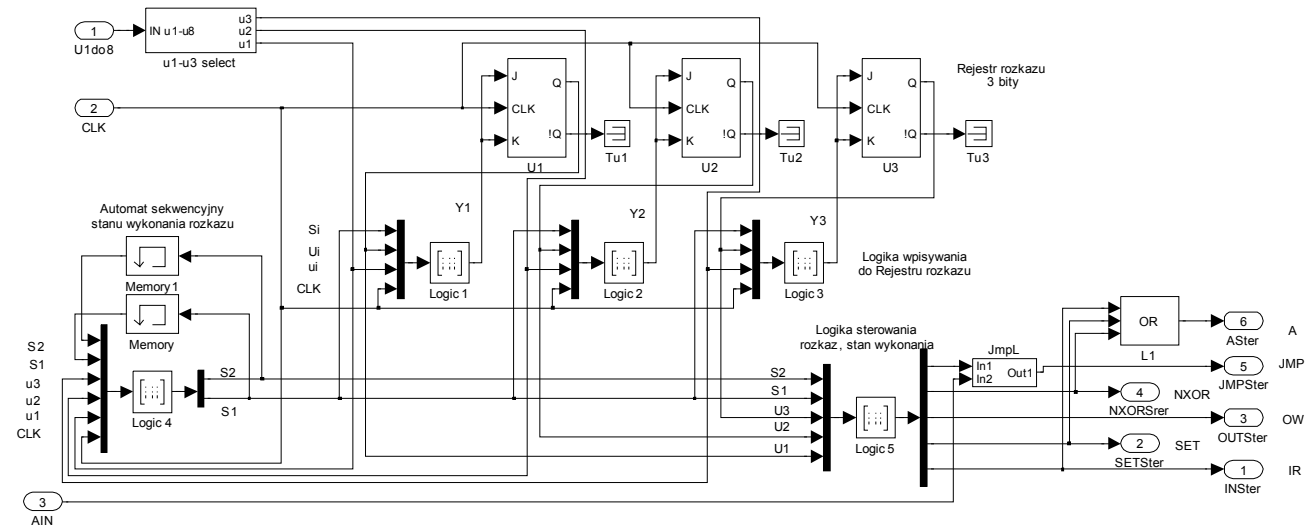 1
U1do8
IN u1-u8
u3
u2
u1
u1-u3 select
2
CLK
J
CLK
K
Q
!Q
U1
Tu1
J
CLK
K
Q
!Q
U2
Tu2
J
CLK
K
Q
!Q
U3
Tu3
Rejestr rozkazu
3 bity
Automat sekwencyjny
stanu wykonania rozkazu
Memory 1
Memory
Y1
Si
Ui
ui
CLK
Logic 1
Y2
Logic 2
Y3
Logic 3
Logika wpisywania
do Rejestru rozkazu
S2
S1
u3
u2
u1
CLK
Logic 4
S2
S1
Logika sterowania
rozkaz, stan wykonania
S2
S1
U3
U2
U1
Logic 5
JmpL
In1
In2
Out1
OR
L1
6
ASter
A
5
JMPSter
JMP
4
NXORSrer
NXOR
3
OUTSter
OW
2
SETSter
SET
1
INSter
IR
3
AIN